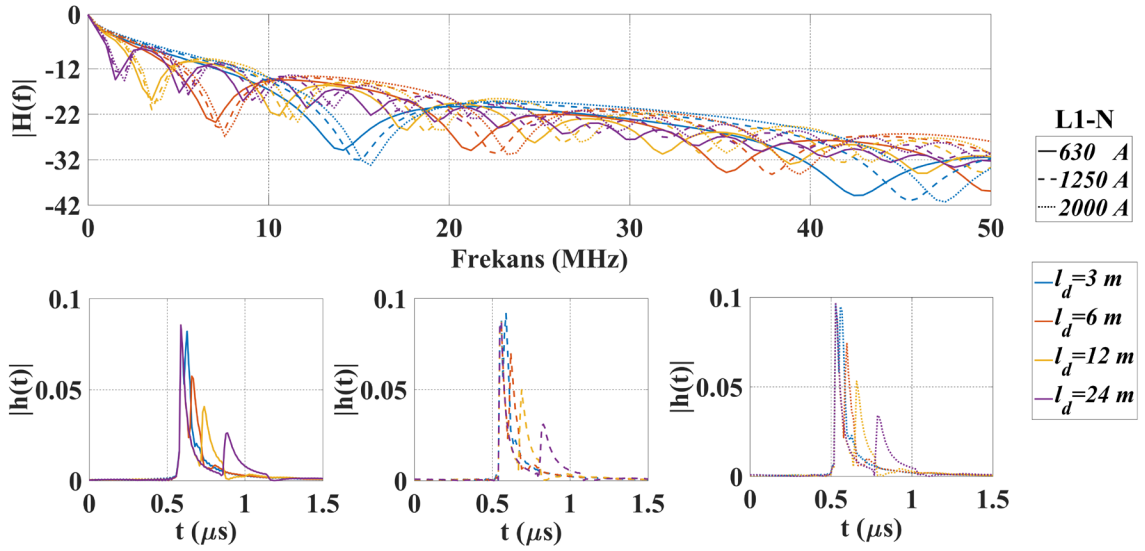 0
-12
-22
-32
-42
|H(f)|
0 10 20 30 40 50
Frekans (MHz)
L1-N
630 A
1250 A
2000 A
l_d=3 m
l_d=6 m
l_d=12 m
l_d=24 m
0.1
0.05
0
|h(t)|
0 0.5 1 1.5
t (μs)
0.1
0.05
0
|h(t)|
0 0.5 1 1.5
t (μs)
0.1
0.05
0
|h(t)|
0 0.5 1 1.5
t (μs)